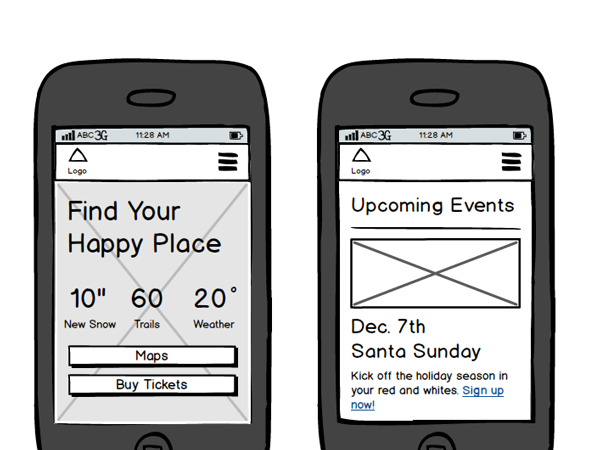 ABC 3G 11:28 AM
Logo
Find Your
Happy Place
10" 60 20°
New Snow Trails Weather
Maps
Buy Tickets
ABC 3G 11:28 AM
Logo
Upcoming Events
Dec. 7th
Santa Sunday
Kick off the holiday season in
your red and whites. Sign up
now!